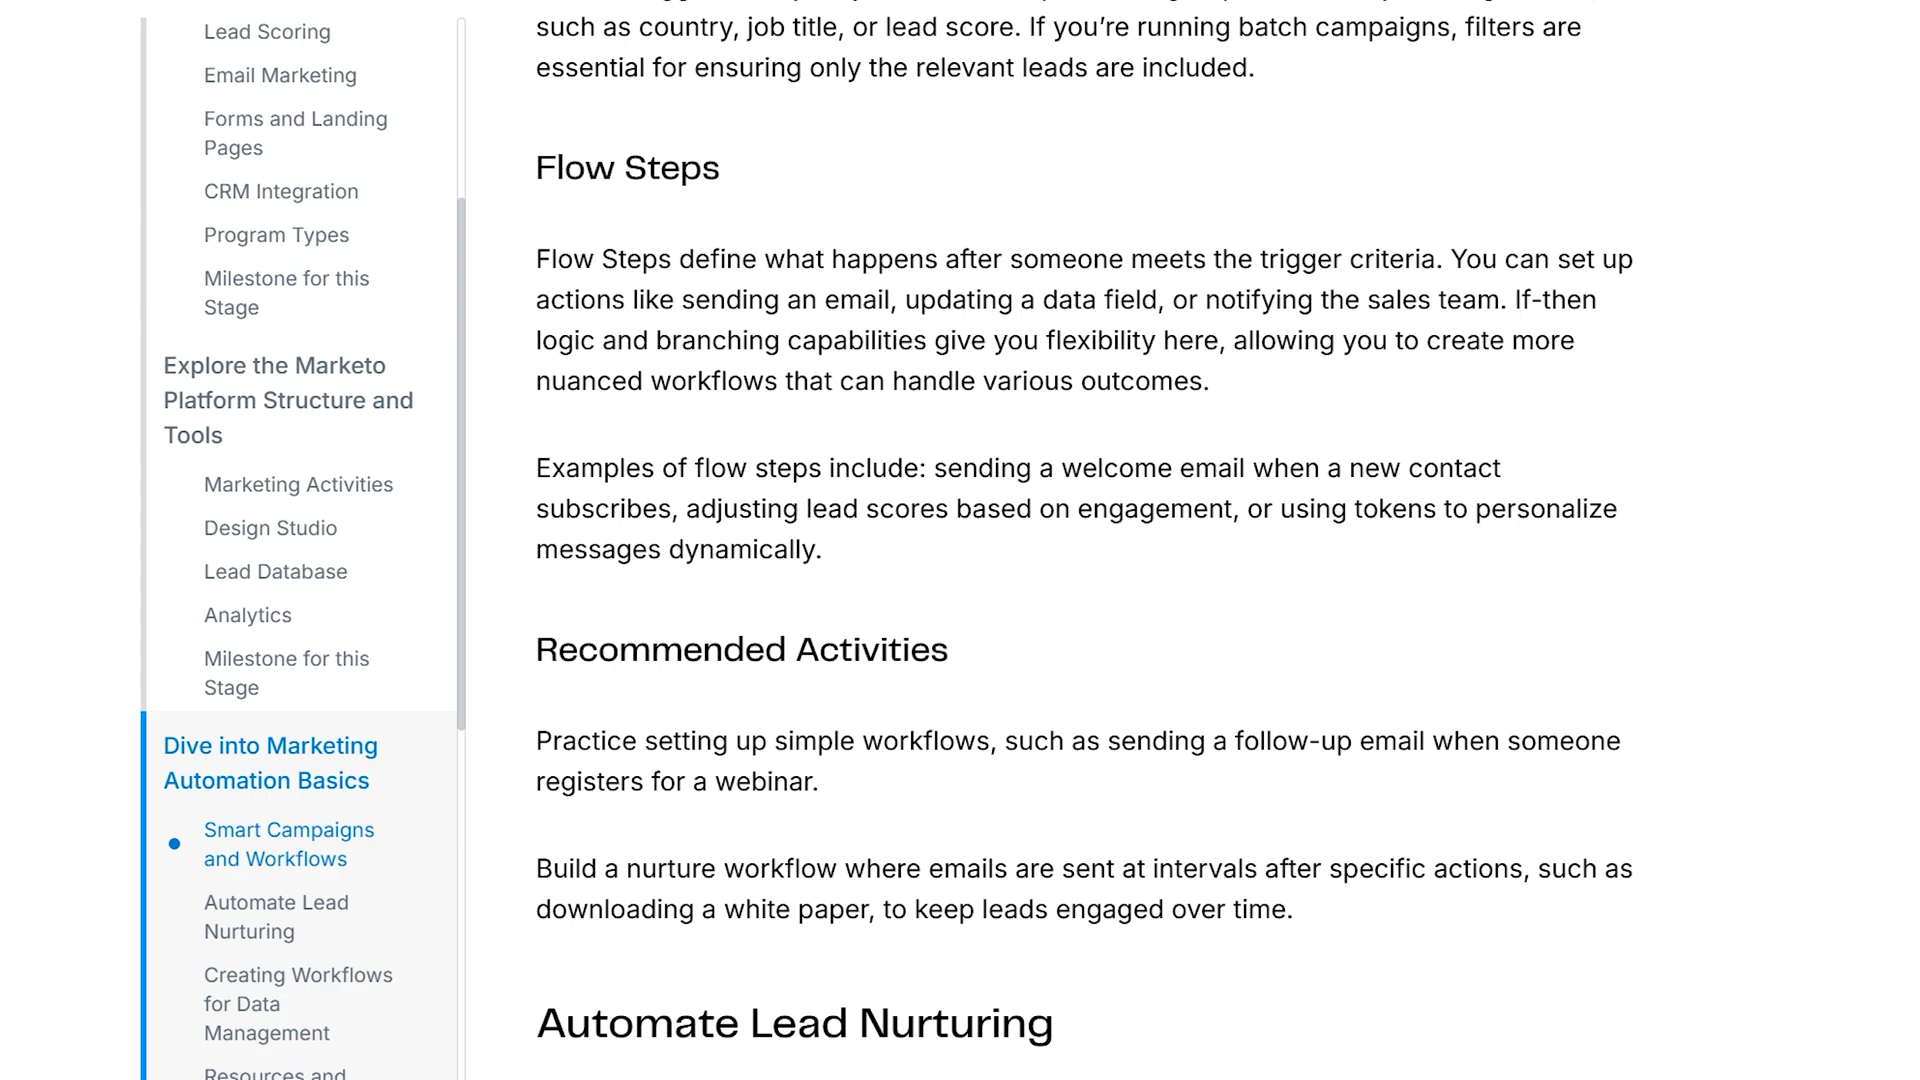 Lead Scoring
Email Marketing
Forms and Landing
Pages
CRM Integration
Program Types
Milestone for this
Stage
Explore the Marketo
Platform Structure and
Tools
Marketing Activities
Design Studio
Lead Database
Analytics
Milestone for this
Stage
Dive into Marketing
Automation Basics
Smart Campaigns
and Workflows
Automate Lead
Nurturing
Creating Workflows
for Data
Management
Resources and
such as country, job title, or lead score. If you’re running batch campaigns, filters are
essential for ensuring only the relevant leads are included.
Flow Steps
Flow Steps define what happens after someone meets the trigger criteria. You can set up
actions like sending an email, updating a data field, or notifying the sales team. If-then
logic and branching capabilities give you flexibility here, allowing you to create more
nuanced workflows that can handle various outcomes.
Examples of flow steps include: sending a welcome email when a new contact
subscribes, adjusting lead scores based on engagement, or using tokens to personalize
messages dynamically.
Recommended Activities
Practice setting up simple workflows, such as sending a follow-up email when someone
registers for a webinar.
Build a nurture workflow where emails are sent at intervals after specific actions, such as
downloading a white paper, to keep leads engaged over time.
Automate Lead Nurturing